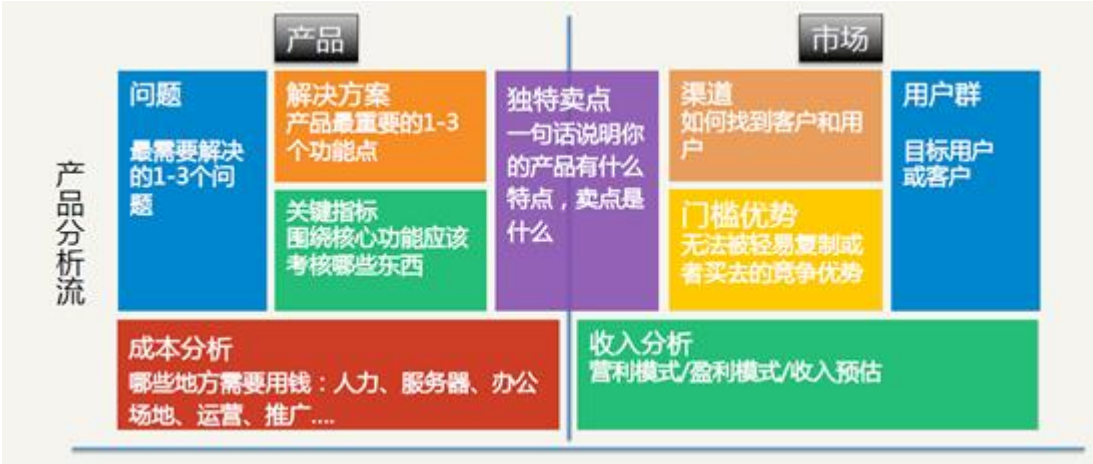 产品
市场
产品分析流
问题
最需要解决
的1-3个问
题
解决方案
产品最重要的1-3
个功能点
关键指标
围绕核心功能应该
考核哪些东西
独特卖点
一句话说明你
的产品有什么
特点，卖点是
什么
渠道
如何找到客户和用
户
门槛优势
无法被轻易复制或
者买去的竞争优势
用户群
目标用户
或客户
成本分析
哪些地方需要用钱：人力、服务器、办公
场地、运营、推广....
收入分析
营利模式/盈利模式/收入预估